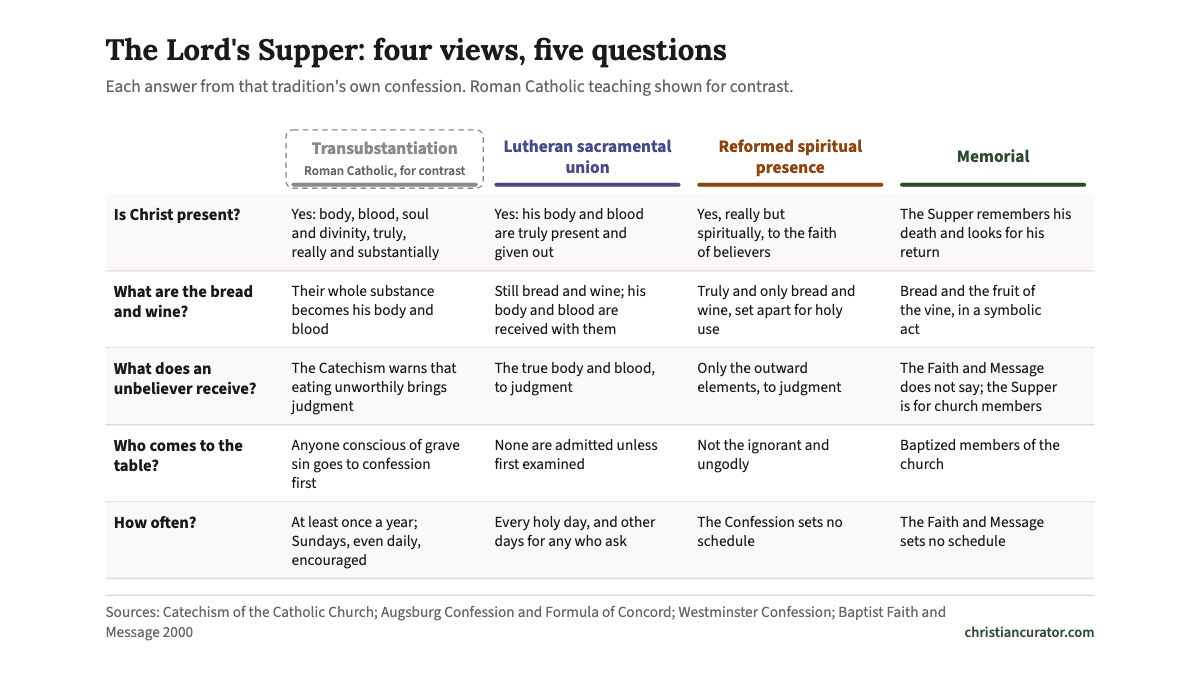 The Lord's Supper: four views, five questions
Each answer from that tradition's own confession. Roman Catholic teaching shown for contrast.
Transubstantiation
Roman Catholic, for contrast
Lutheran sacramental
union
Reformed spiritual
presence
Memorial
Is Christ present?
Yes: body, blood, soul
and divinity, truly,
really and substantially
Yes: his body and blood
are truly present and
given out
Yes, really but
spiritually, to the faith
of believers
The Supper remembers his
death and looks for his
return
What are the bread
and wine?
Their whole substance
becomes his body and
blood
Still bread and wine; his
body and blood are
received with them
Truly and only bread and
wine, set apart for holy
use
Bread and the fruit of
the vine, in a symbolic
act
What does an
unbeliever receive?
The Catechism warns that
eating unworthily brings
judgment
The true body and blood,
to judgment
Only the outward
elements, to judgment
The Faith and Message
does not say; the Supper
is for church members
Who comes to the
table?
Anyone conscious of grave
sin goes to confession
first
None are admitted unless
first examined
Not the ignorant and
ungodly
Baptized members of the
church
How often?
At least once a year;
Sundays, even daily,
encouraged
Every holy day, and other
days for any who ask
The Confession sets no
schedule
The Faith and Message
sets no schedule
Sources: Catechism of the Catholic Church; Augsburg Confession and Formula of Concord; Westminster Confession; Baptist Faith and
Message 2000
christiancurator.com